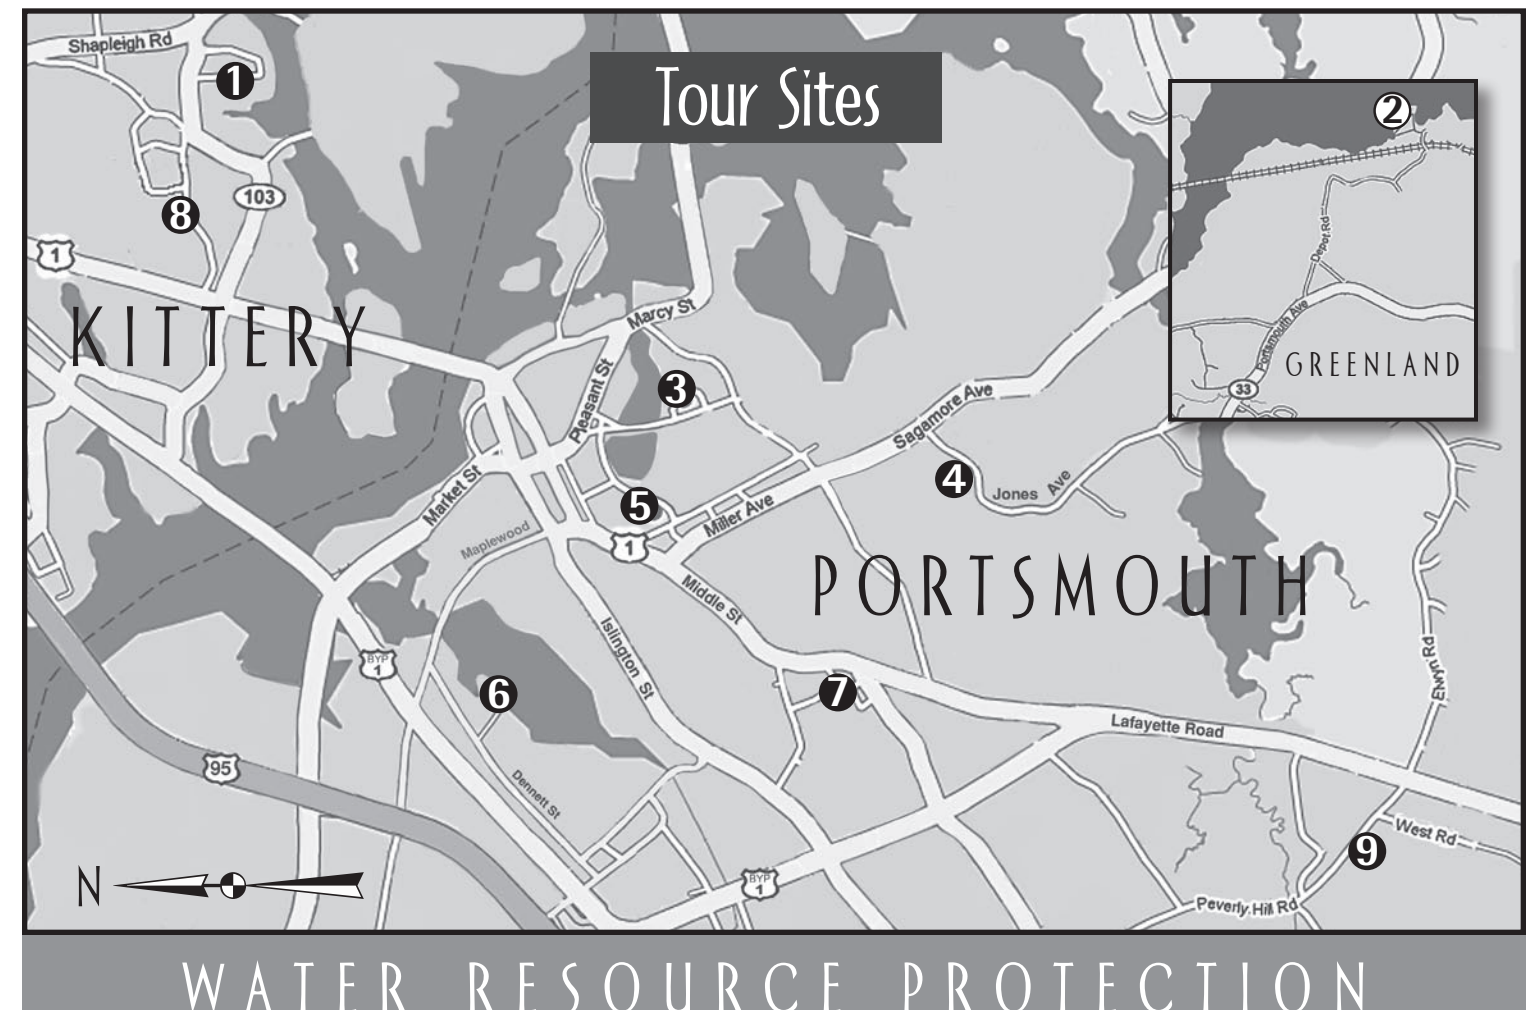 Tour Sites
Shapleigh Rd
1
2
103
8
1
KITTERY
Marcy St
Pleasant St
3
Depot Rd
Portsmouth Ave
GREENLAND
33
Sagamore Ave
4
Jones Ave
Market St
5
Miller Ave
Maplewood
1
PORTSMOUTH
Middle St
Islington St
BYP
1
6
7
Elwyn Rd
Lafayette Road
95
Dennett St
West Rd
9
N
BYP
1
Peverly Hill Rd
WATER RESOURCE PROTECTION